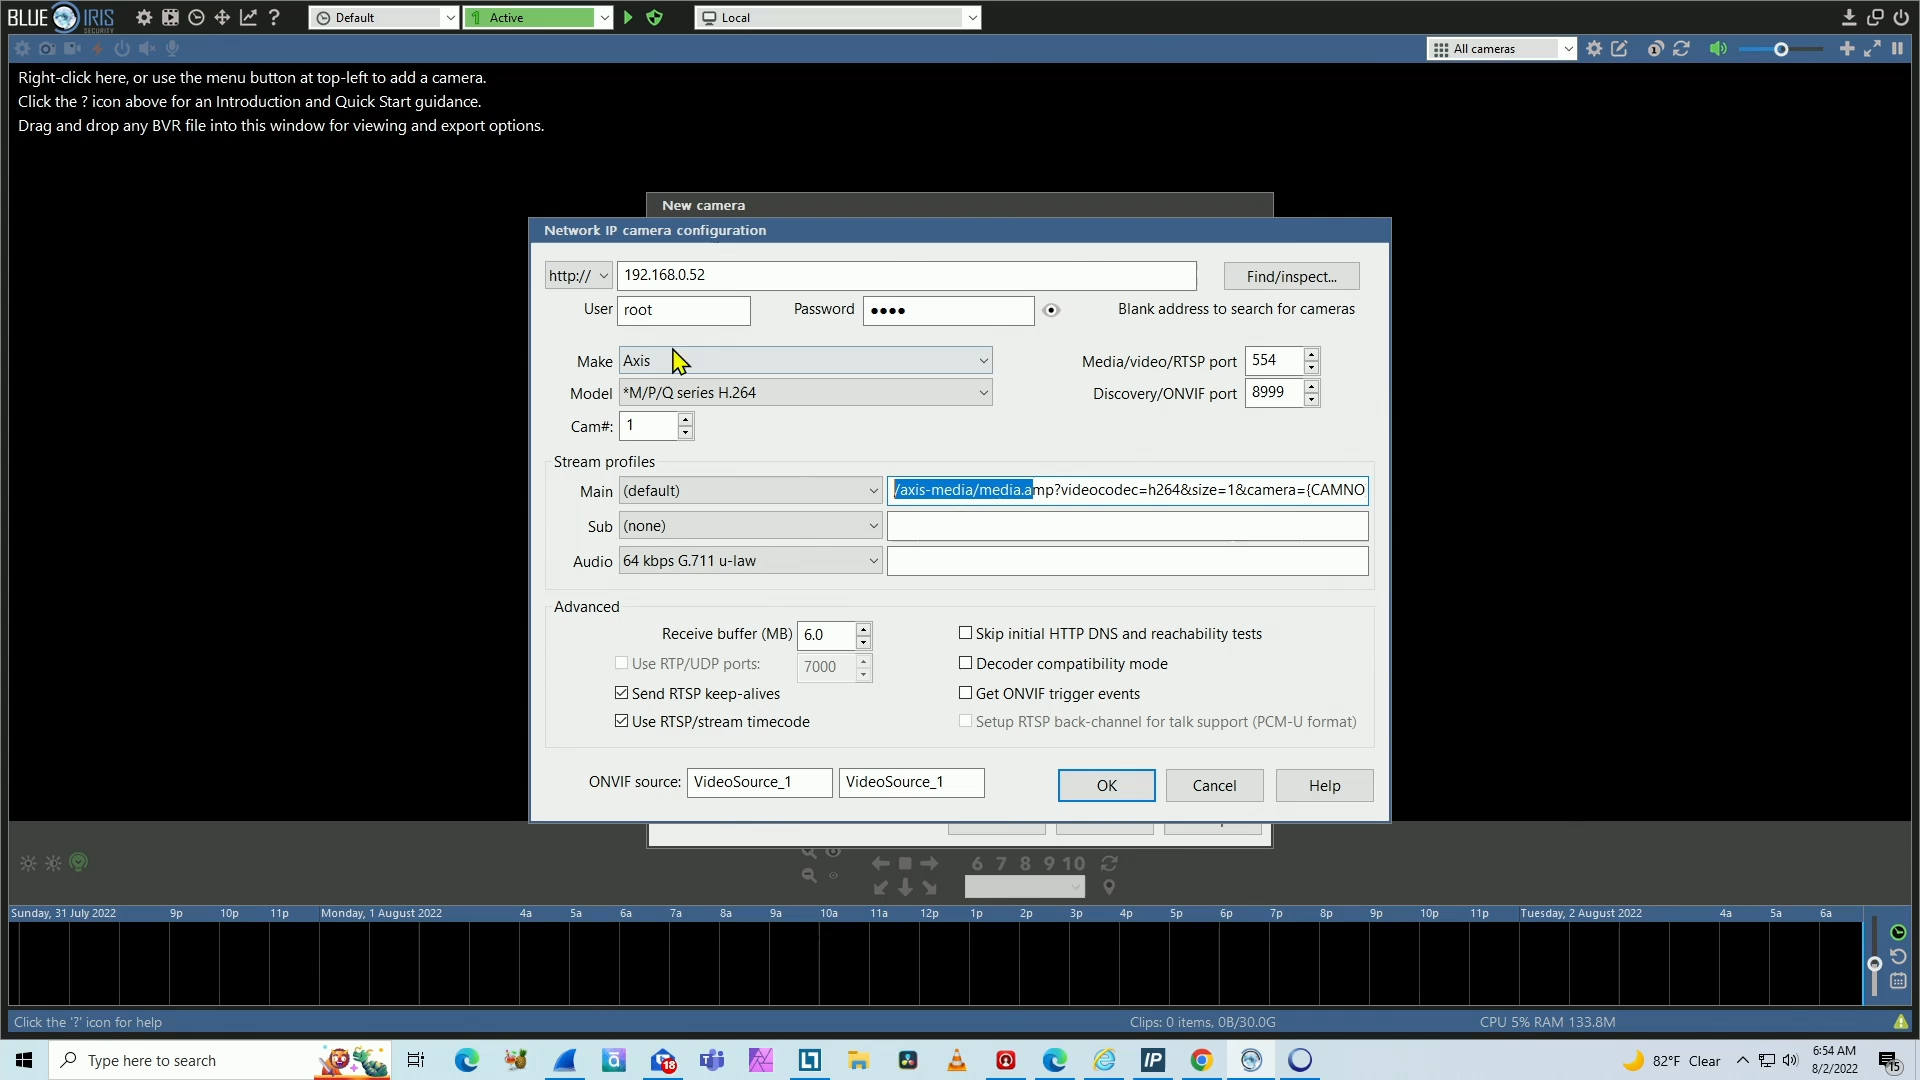 BLUE IRIS
SECURITY
Default
1 Active
Local
All cameras
Right-click here, or use the menu button at top-left to add a camera.
Click the ? icon above for an Introduction and Quick Start guidance.
Drag and drop any BVR file into this window for viewing and export options.
New camera
Network IP camera configuration
http:// 192.168.0.52 Find/inspect...
User root Password ●●●● Blank address to search for cameras
Make Axis Media/video/RTSP port 554
Model *M/P/Q series H.264 Discovery/ONVIF port 8999
Cam#: 1
Stream profiles
Main (default) /axis-media/media.amp?videocodec=h264&size=1&camera={CAMNO
Sub (none)
Audio 64 kbps G.711 u-law
Advanced
Receive buffer (MB) 6.0 Skip initial HTTP DNS and reachability tests
Use RTP/UDP ports: 7000 Decoder compatibility mode
Send RTSP keep-alives Get ONVIF trigger events
Use RTSP/stream timecode Setup RTSP back-channel for talk support (PCM-U format)
ONVIF source: VideoSource_1 VideoSource_1 OK Cancel Help
6 7 8 9 10
Sunday, 31 July 2022 9p 10p 11p Monday, 1 August 2022 4a 5a 6a 7a 8a 9a 10a 11a 12p 1p 2p 3p 4p 5p 6p 7p 8p 9p 10p 11p Tuesday, 2 August 2022 4a 5a 6a
Click the '?' icon for help Clips: 0 items, 0B/30.0G CPU 5% RAM 133.8M
Type here to search 18 IP 82°F Clear 6:54 AM
8/2/2022 15